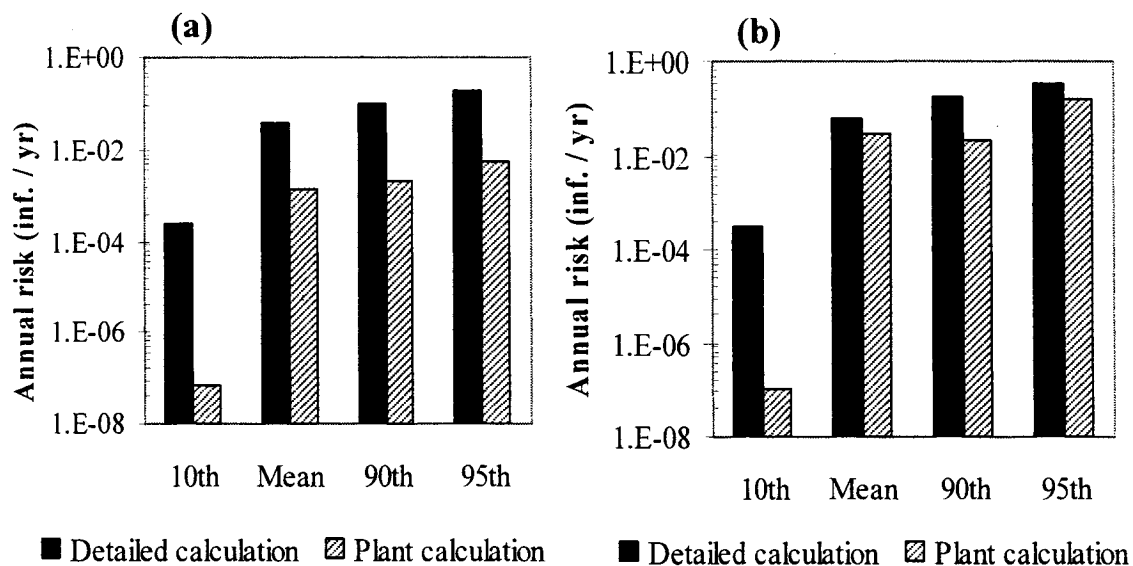 (a)
Annual risk (inf. / yr)
1.E+00
1.E-02
1.E-04
1.E-06
1.E-08
10th Mean 90th 95th
Detailed calculation Plant calculation
(b)
Annual risk (inf. / yr)
1.E+00
1.E-02
1.E-04
1.E-06
1.E-08
10th Mean 90th 95th
Detailed calculation Plant calculation